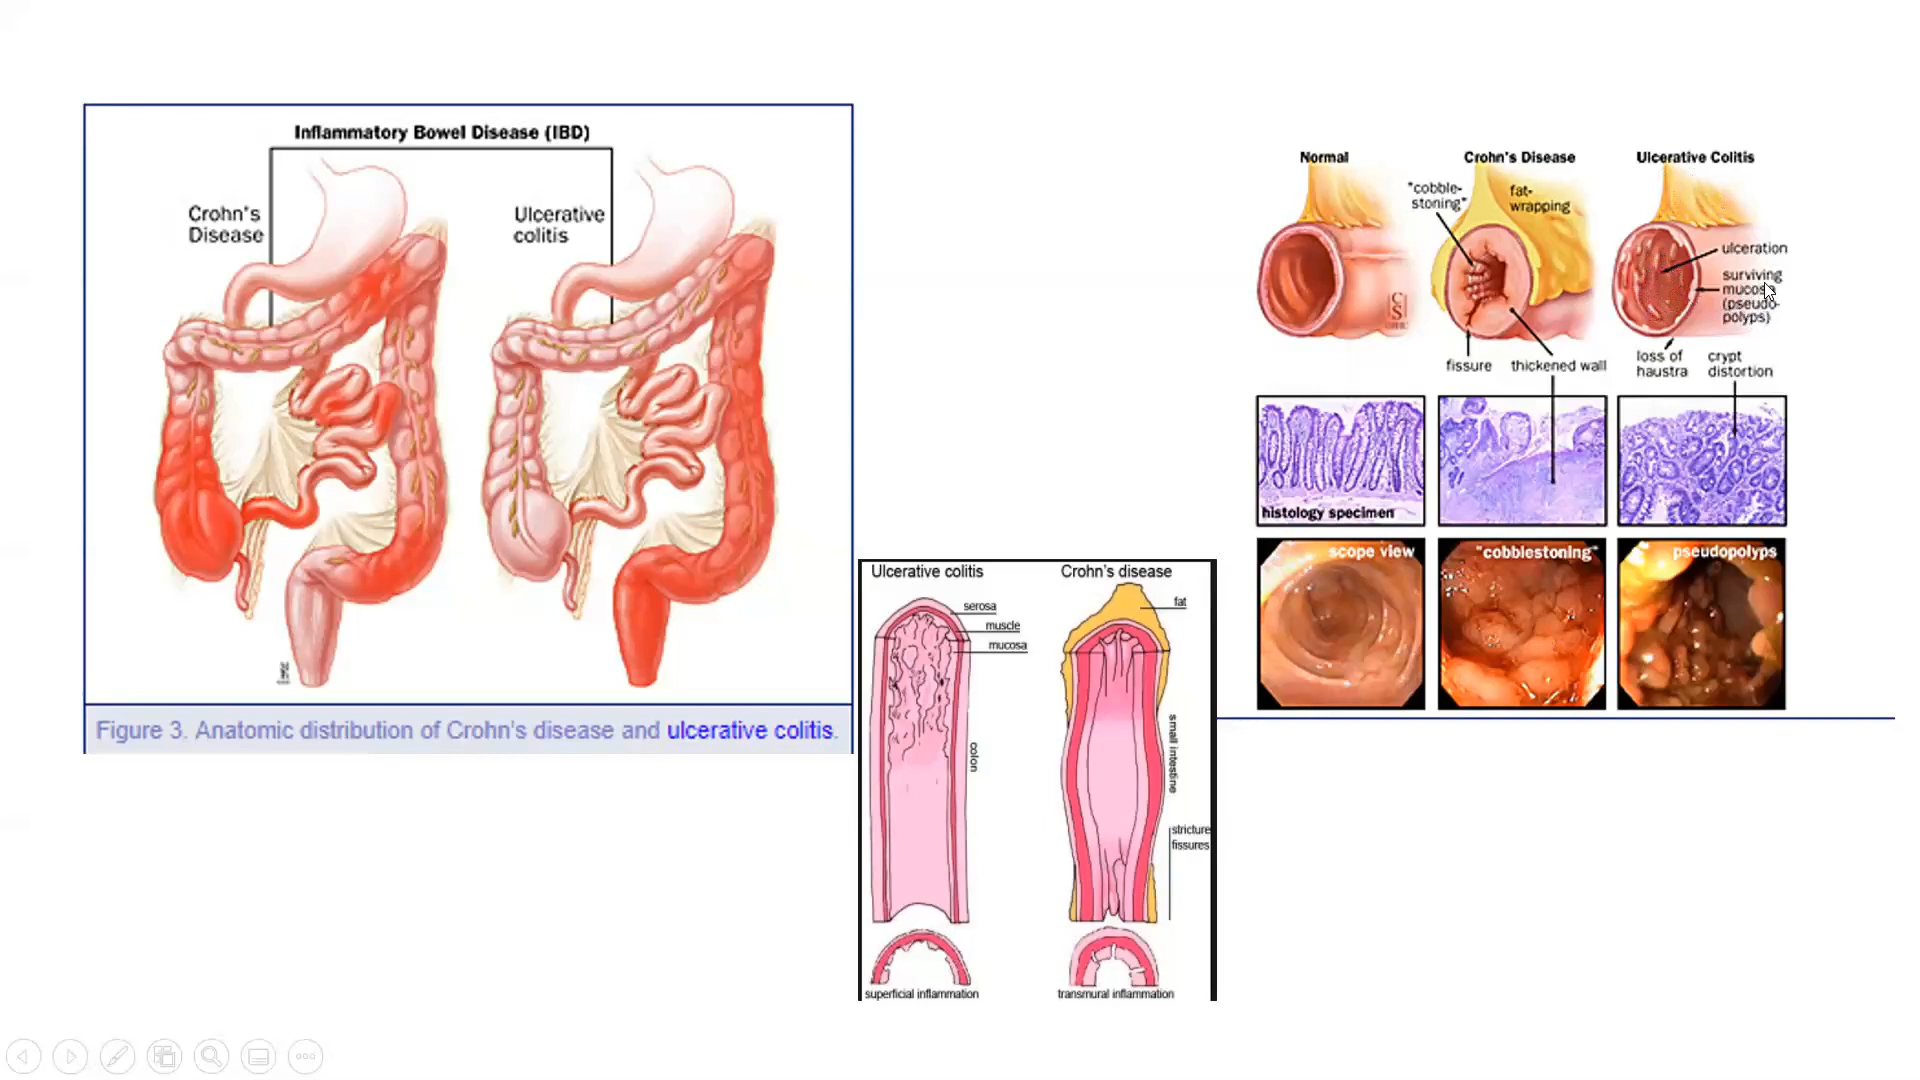 Inflammatory Bowel Disease (IBD)
Crohn's
Disease
Ulcerative
colitis
Figure 3. Anatomic distribution of Crohn's disease and ulcerative colitis.
Ulcerative colitis
Crohn's disease
serosa
muscle
mucosa
colon
fat
small intestine
stricture
fissures
superficial inflammation
transmural inflammation
Normal
Crohn's Disease
Ulcerative Colitis
"cobble-
stoning"
fat-
wrapping
ulceration
surviving
mucosa
(pseudo-
polyps)
C
S
fissure
thickened wall
loss of
haustra
crypt
distortion
histology specimen
scope view
"cobblestoning"
pseudopolyps